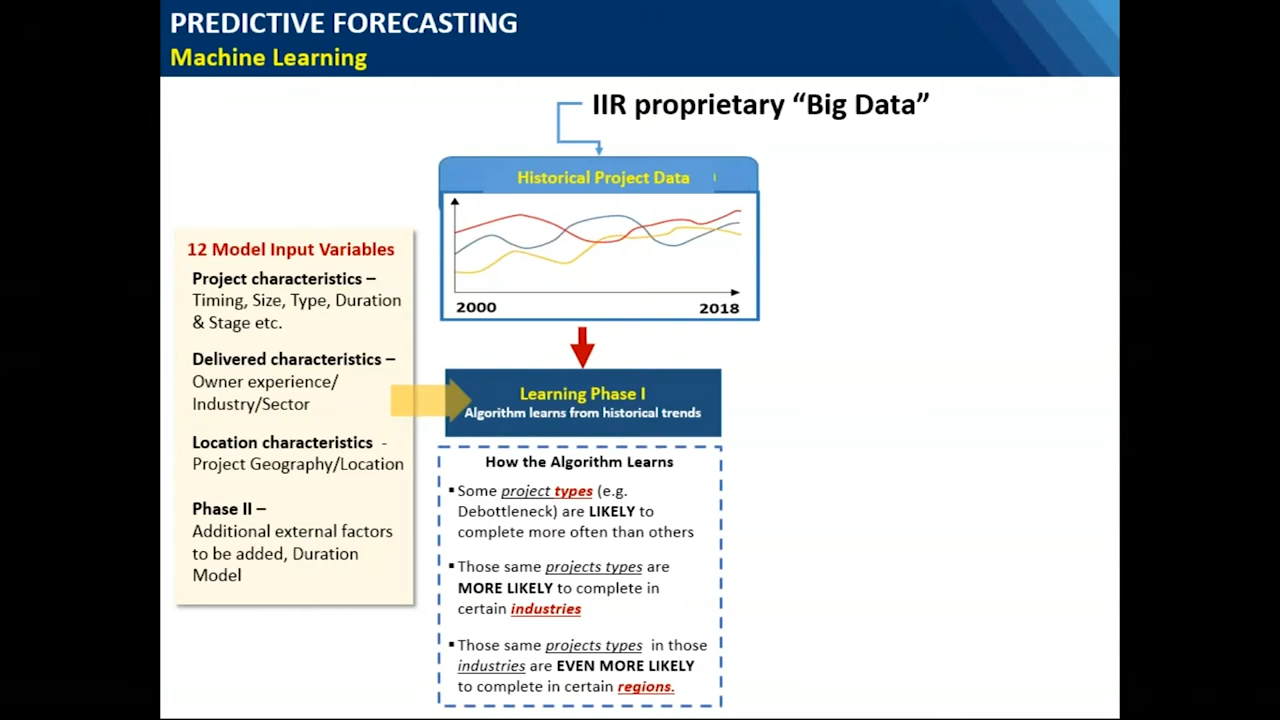 PREDICTIVE FORECASTING
Machine Learning
IIR proprietary “Big Data”
Historical Project Data
2000
2018
12 Model Input Variables
Project characteristics –
Timing, Size, Type, Duration
& Stage etc.
Delivered characteristics –
Owner experience/
Industry/Sector
Location characteristics -
Project Geography/Location
Phase II –
Additional external factors
to be added, Duration
Model
Learning Phase I
Algorithm learns from historical trends
How the Algorithm Learns
▪Some project types (e.g.
Debottleneck) are LIKELY to
complete more often than others
▪Those same projects types are
MORE LIKELY to complete in
certain industries
▪Those same projects types in those
industries are EVEN MORE LIKELY
to complete in certain regions.